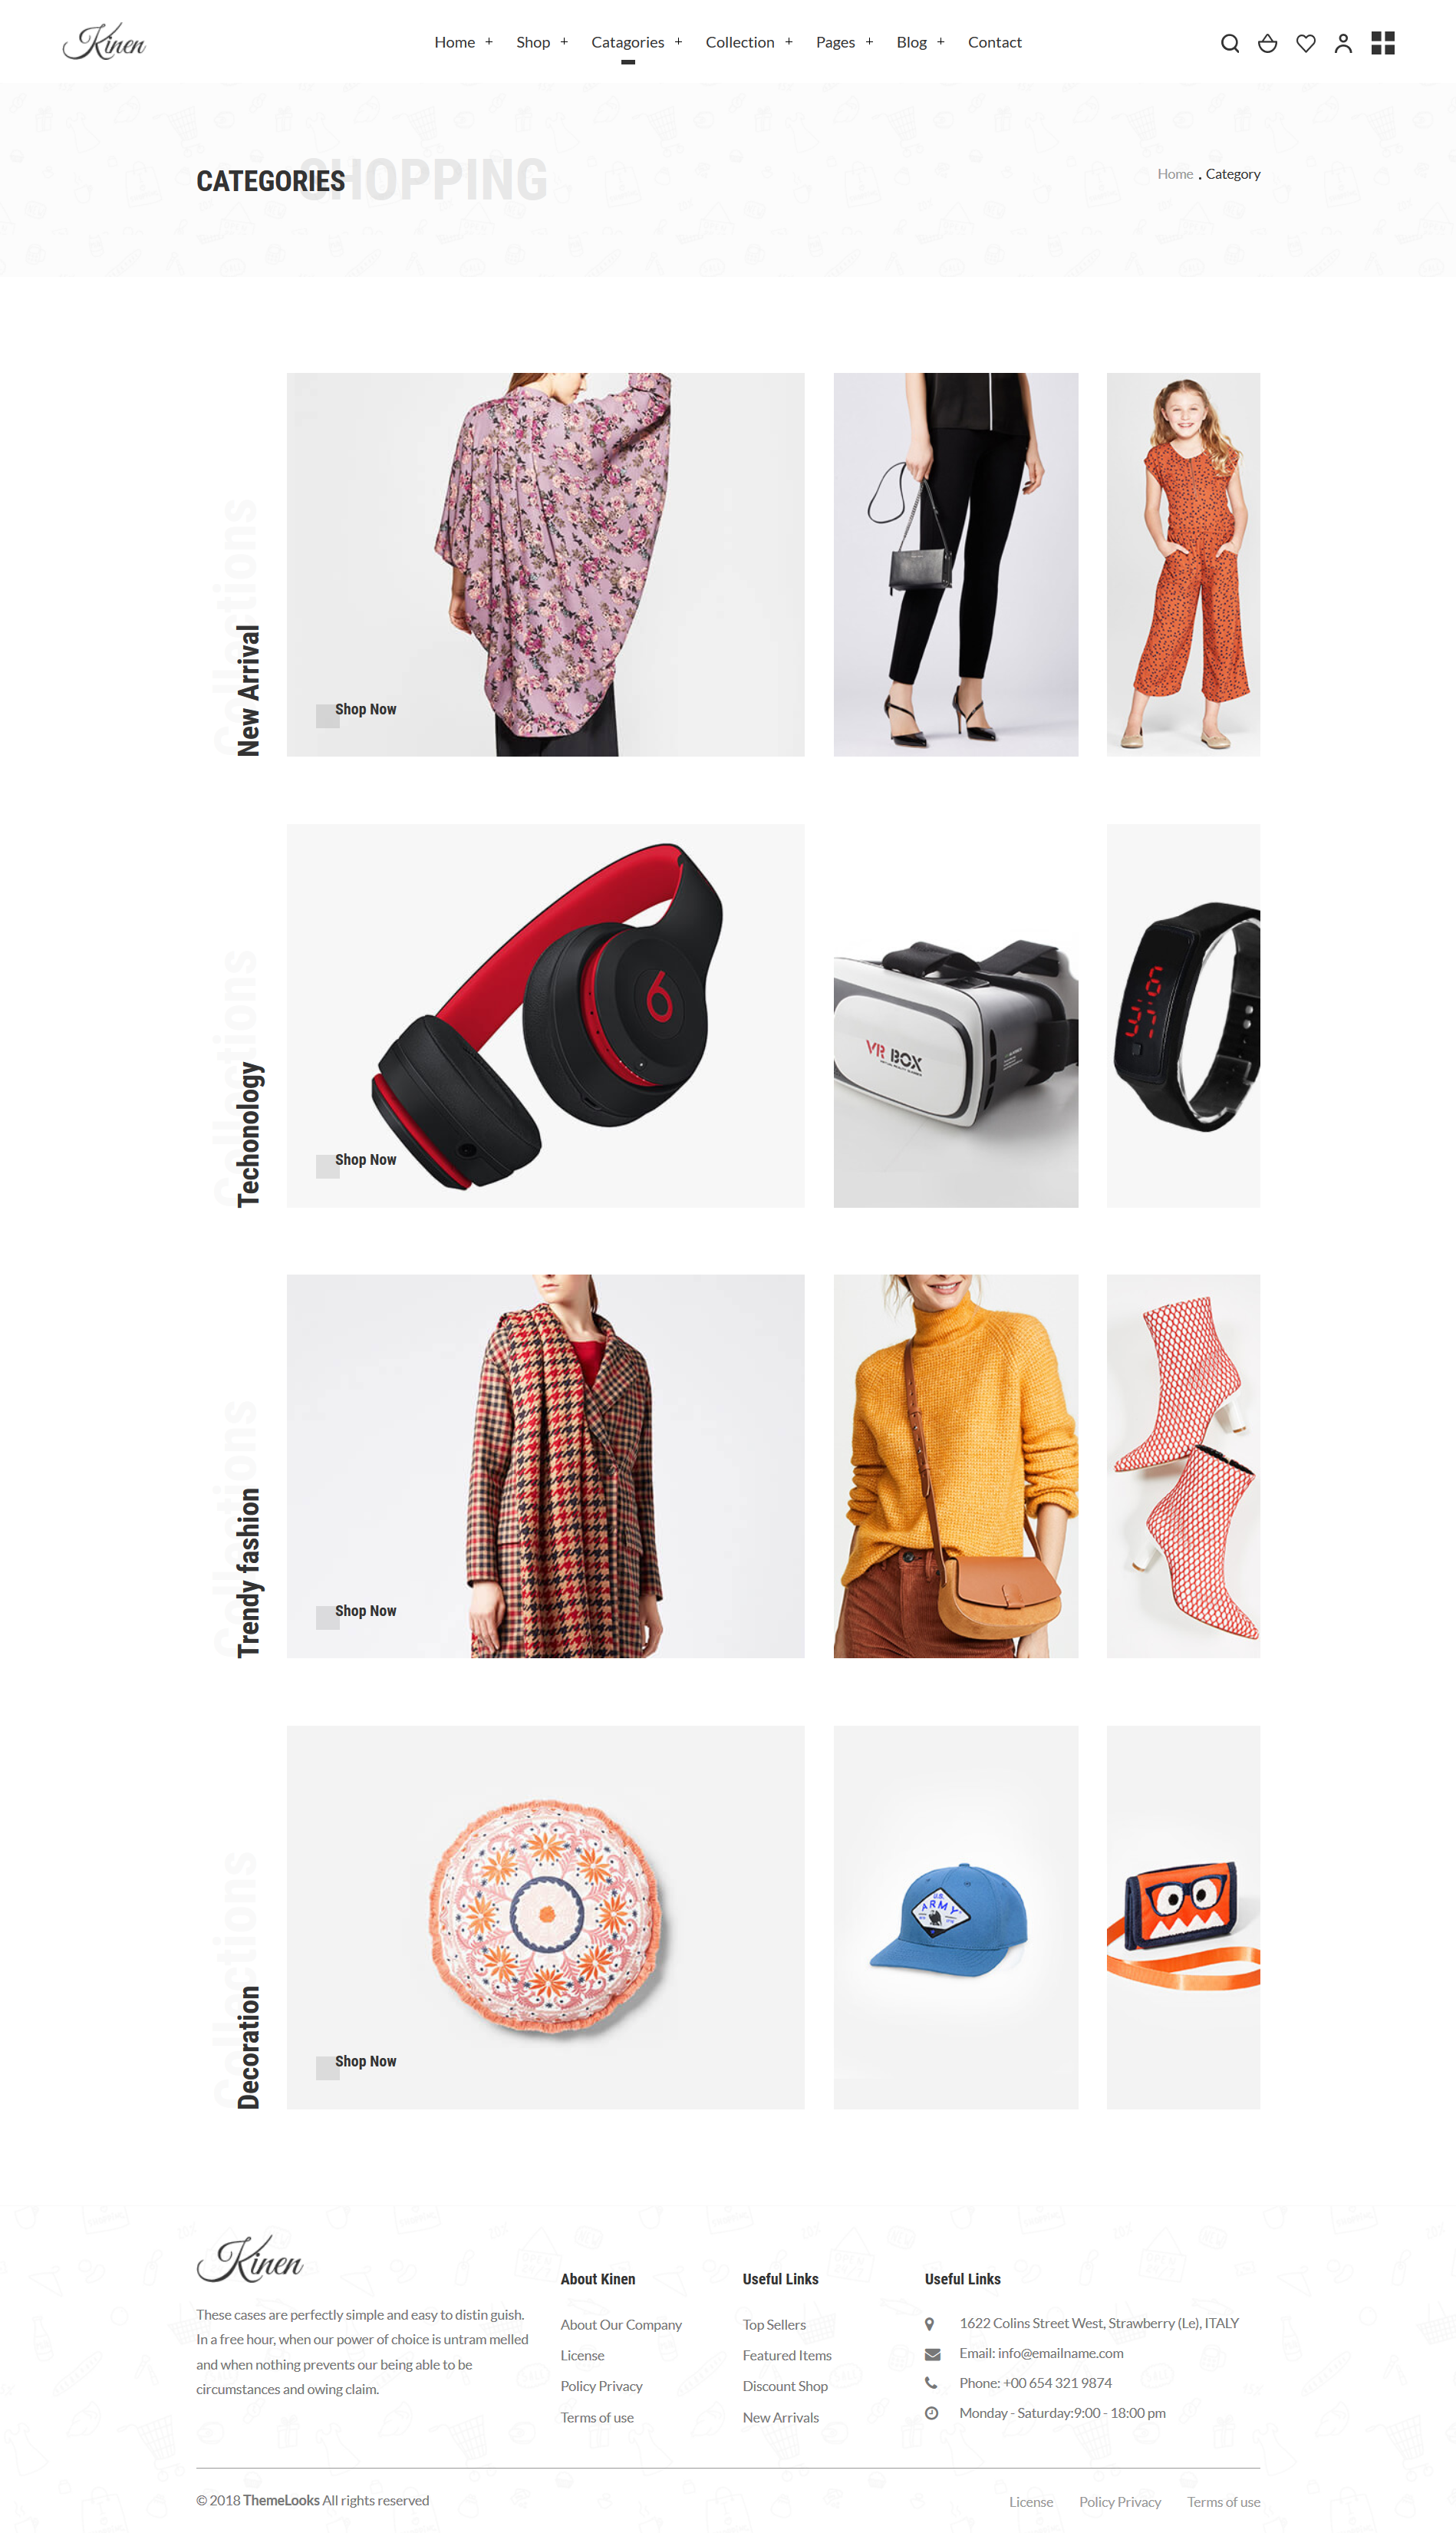 Kinen
Home + Shop + Catagories + Collection + Pages + Blog + Contact
SHOPPING
CATEGORIES
Home . Category
Collections
New Arrival
Shop Now
Collections
Techonology
Shop Now
VR BOX
Collections
Trendy fashion
Shop Now
Collections
Decoration
Shop Now
U.S.
ARMY
Kinen
These cases are perfectly simple and easy to distin guish.
In a free hour, when our power of choice is untram melled
and when nothing prevents our being able to be
circumstances and owing claim.
About Kinen
About Our Company
License
Policy Privacy
Terms of use
Useful Links
Top Sellers
Featured Items
Discount Shop
New Arrivals
Useful Links
1622 Colins Street West, Strawberry (Le), ITALY
Email: info@emailname.com
Phone: +00 654 321 9874
Monday - Saturday:9:00 - 18:00 pm
© 2018 ThemeLooks All rights reserved
License Policy Privacy Terms of use